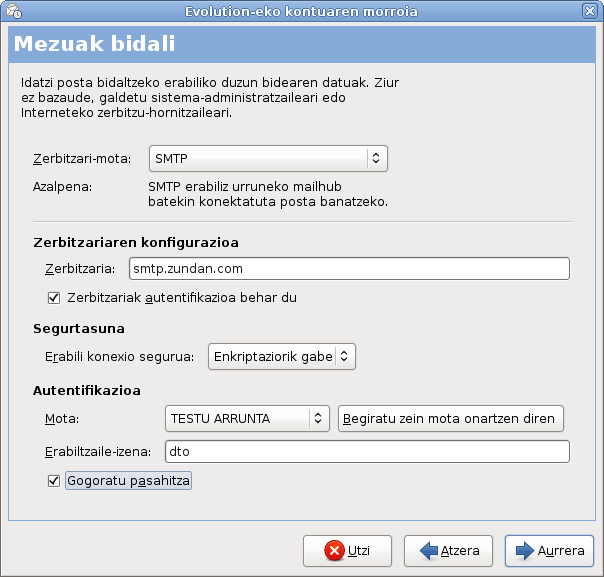 Evolution-eko kontuaren morroia
Mezuak bidali
Idatzi posta bidaltzeko erabiliko duzun bidearen datuak. Ziur
ez bazaude, galdetu sistema-administratzaileari edo
Interneteko zerbitzu-hornitzaileari.
Zerbitzari-mota: SMTP
Azalpena: SMTP erabiliz urruneko mailhub
batekin konektatuta posta banatzeko.
Zerbitzariaren konfigurazioa
Zerbitzaria: smtp.zundan.com
Zerbitzariak autentifikazioa behar du
Segurtasuna
Erabili konexio segurua: Enkriptaziorik gabe
Autentifikazioa
Mota: TESTU ARRUNTA Begiratu zein mota onartzen diren
Erabiltzaile-izena: dto
Gogoratu pasahitza
Utzi Atzera Aurrera